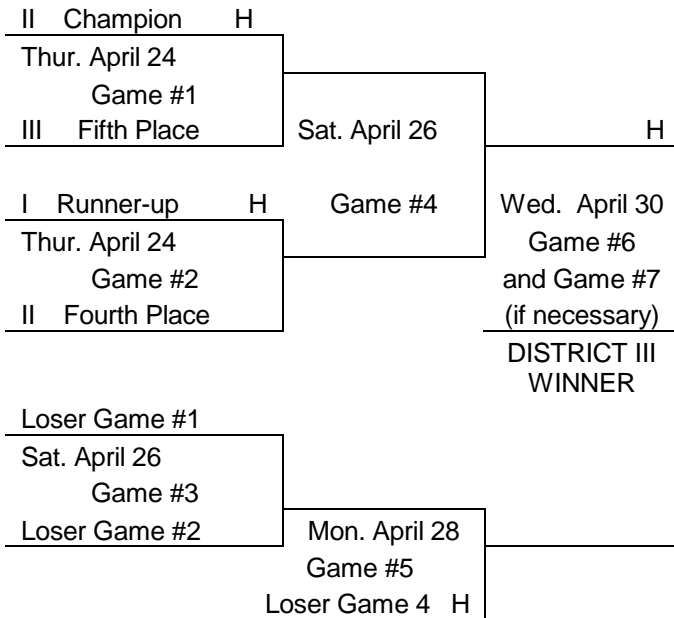 II Champion H
Thur. April 24
Game #1
III Fifth Place
Sat. April 26
H
I Runner-up H
Game #4
Wed. April 30
Thur. April 24
Game #6
Game #2
and Game #7
II Fourth Place
(if necessary)
DISTRICT III
WINNER
Loser Game #1
Sat. April 26
Game #3
Loser Game #2
Mon. April 28
Game #5
Loser Game 4 H